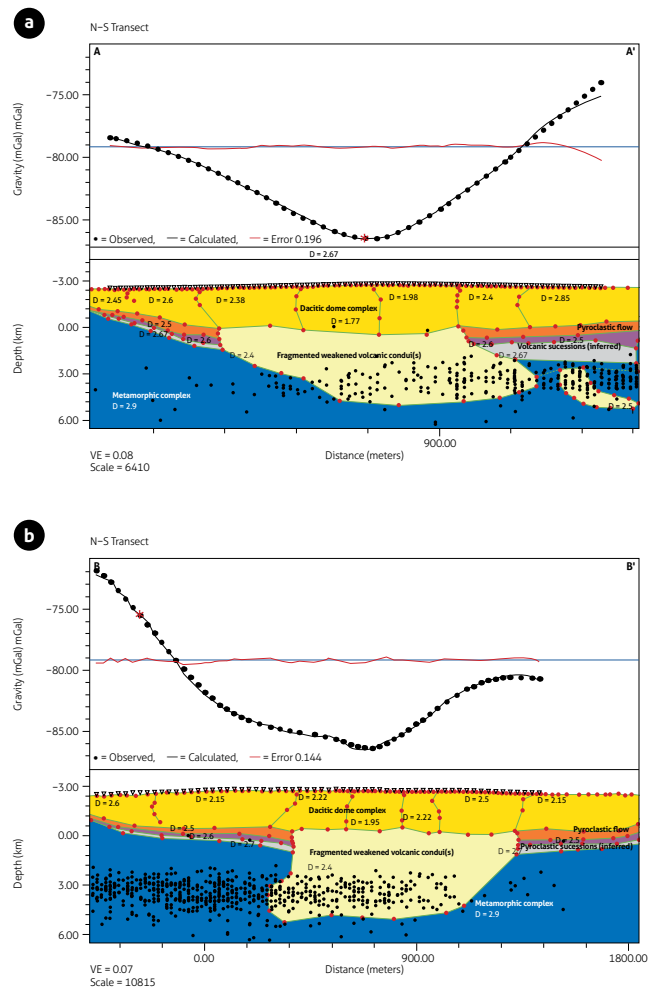 a
N–S Transect
A
A'
Gravity (mGal) mGal)
−75.00
−80.00
−85.00
• = Observed, — = Calculated, — = Error 0.196
D = 2.67
Depth (km)
−3.00
0.00
3.00
6.00
D = 2.45
D = 2.6
D = 2.38
Dacitic dome complex
D = 1.77
D = 1.98
D = 2.4
D = 2.85
D = 2.5
D = 2.67
D = 2.6
D = 2.4
Fragmented weakened volcanic condui(s)
D = 2.6
D = 2.67
D = 2.5
Pyroclastic flow
Volcanic sucessions (inferred)
D = 2.5
Metamorphic complex
D = 2.9
900.00
Distance (meters)
VE = 0.08
Scale = 6410
b
N–S Transect
B
B'
Gravity (mGal) mGal)
−75.00
−80.00
−85.00
• = Observed, — = Calculated, — = Error 0.144
Depth (km)
−3.00
0.00
3.00
6.00
D = 2.6
D = 2.15
D = 2.22
Dacitic dome complex
D = 1.95
D = 2.22
D = 2.5
D = 2.15
D = 2.5
D = 2.6
Pyroclastic flow
D = 2.5
Pyroclastic sucessions (inferred)
Fragmented weakened volcanic condui(s)
D = 2.4
Metamorphic complex
D = 2.9
0.00
900.00
1800.00
Distance (meters)
VE = 0.07
Scale = 10815